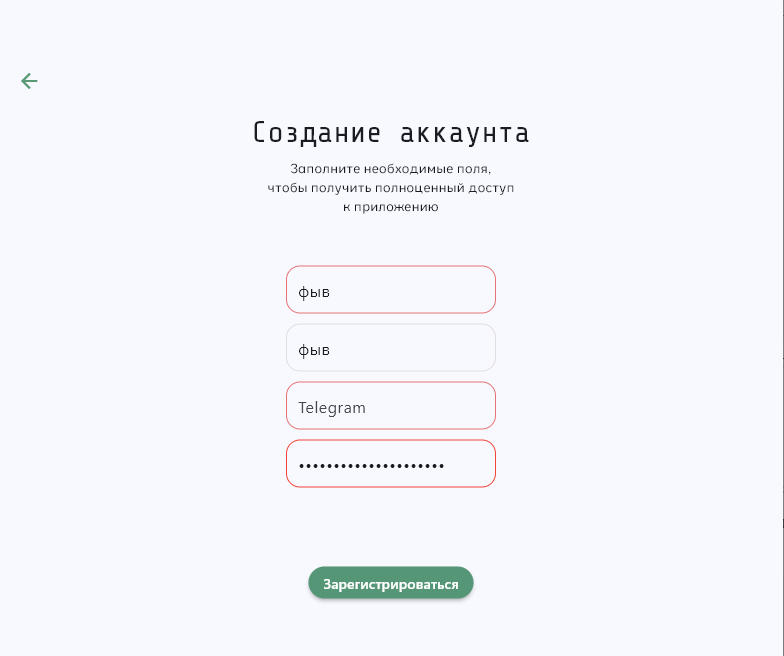 Создание аккаунта
Заполните необходимые поля,
чтобы получить полноценный доступ
к приложению
фыв
фыв
Telegram
•••••••••••••••••••••
Зарегистрироваться